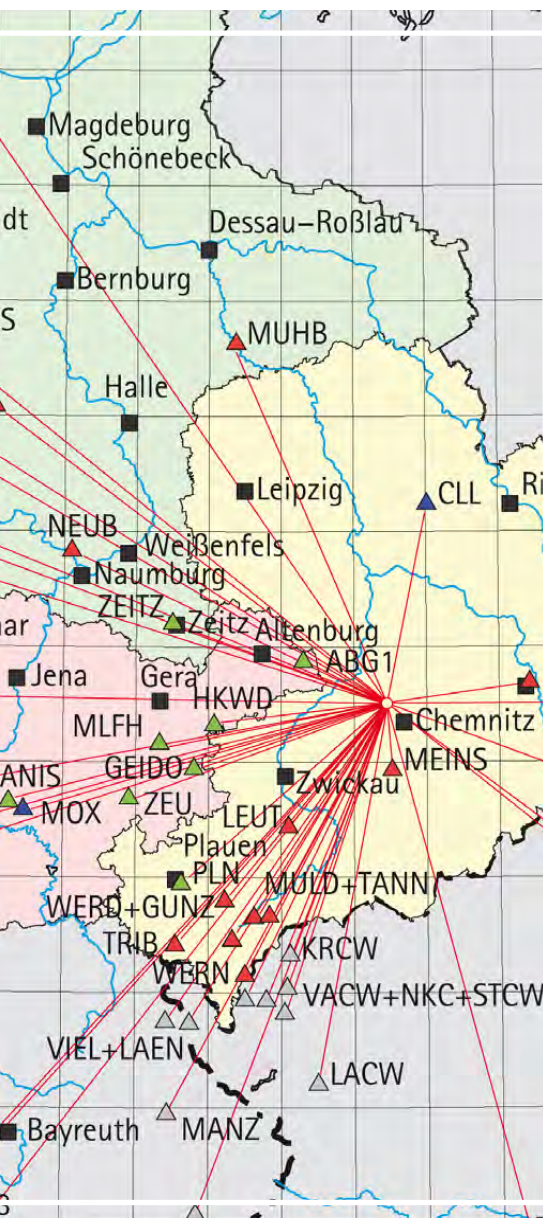 Magdeburg
Schönebeck
dt
Dessau–Roßlau
Bernburg
S
MUHB
Halle
Leipzig
CLL
Ri
NEUB
Weißenfels
Naumburg
ZEITZ
Zeitz
Altenburg
ar
ABG1
Jena
Gera
HKWD
Chemnitz
MLFH
GEIDO
MEINS
ANIS
Zwickau
MOX
ZEU
LEUT
Plauen
PLN
MULD+TANN
WERD+GUNZ
TRIB
KRCW
WERN
VACW+NKC+STCW
VIEL+LAEN
LACW
Bayreuth
MANZ
G